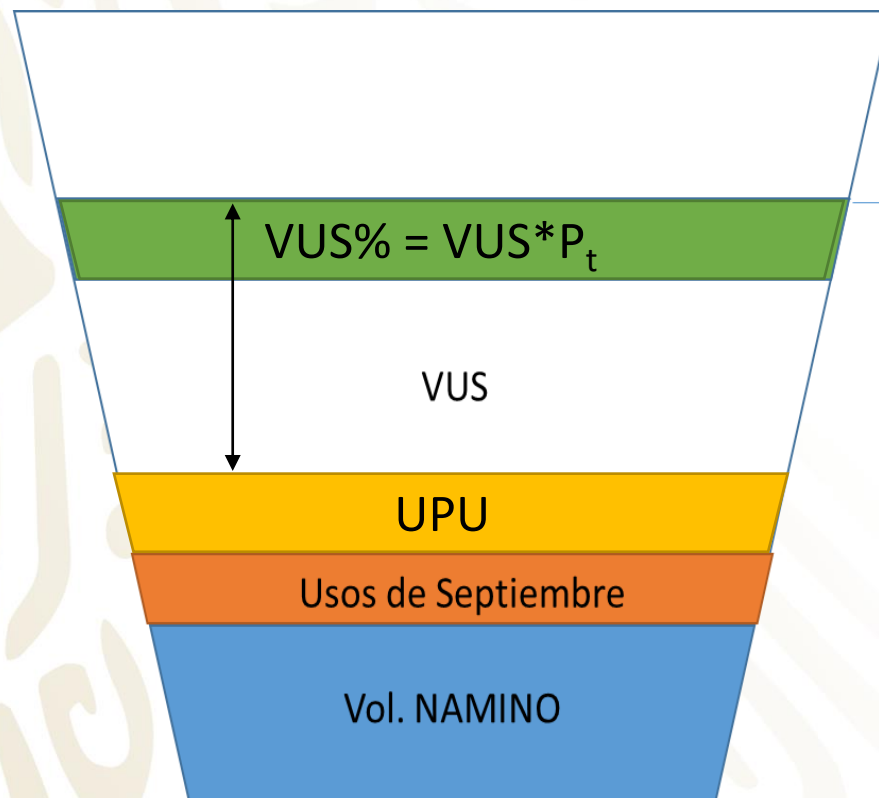 VUS% = VUS*Pt
VUS
UPU
Usos de Septiembre
Vol. NAMINO